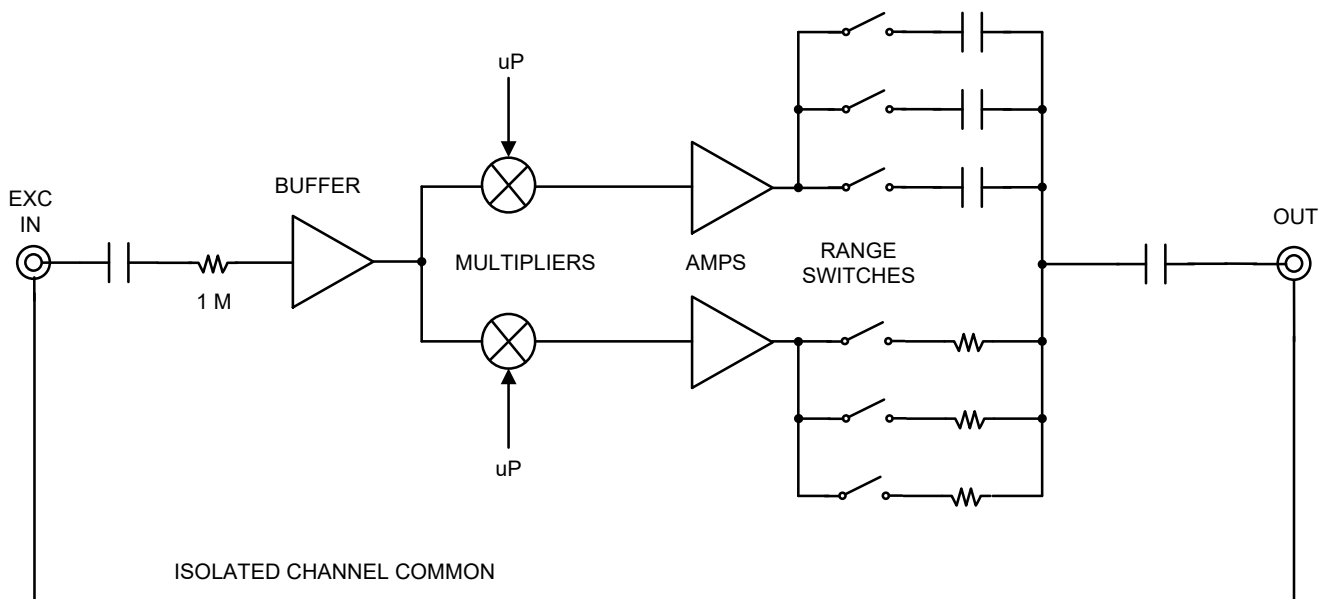 uP
BUFFER
EXC
IN
OUT
MULTIPLIERS
AMPS
RANGE
SWITCHES
1 M
uP
ISOLATED CHANNEL COMMON